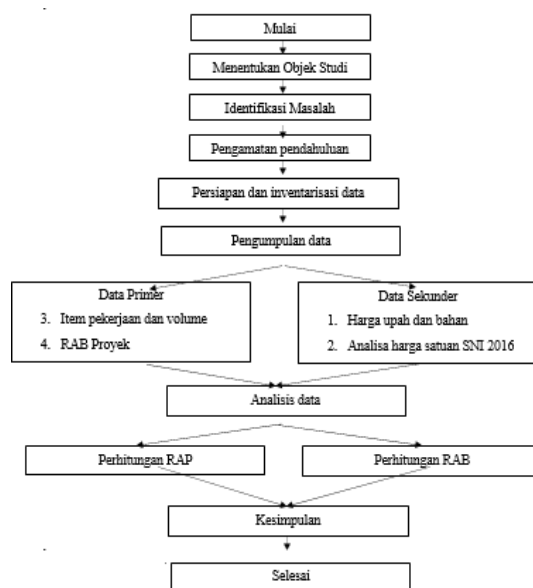 Mulai
Menentukan Objek Studi
Identifikasi Masalah
Pengamatan pendahuluan
Persiapan dan inventarisasi data
Pengumpulan data
Data Primer
3. Item pekerjaan dan volume
4. RAB Proyek
Data Sekunder
1. Harga upah dan bahan
2. Analisa harga satuan SNI 2016
Analisis data
Perhitungan RAP
Perhitungan RAB
Kesimpulan
Selesai